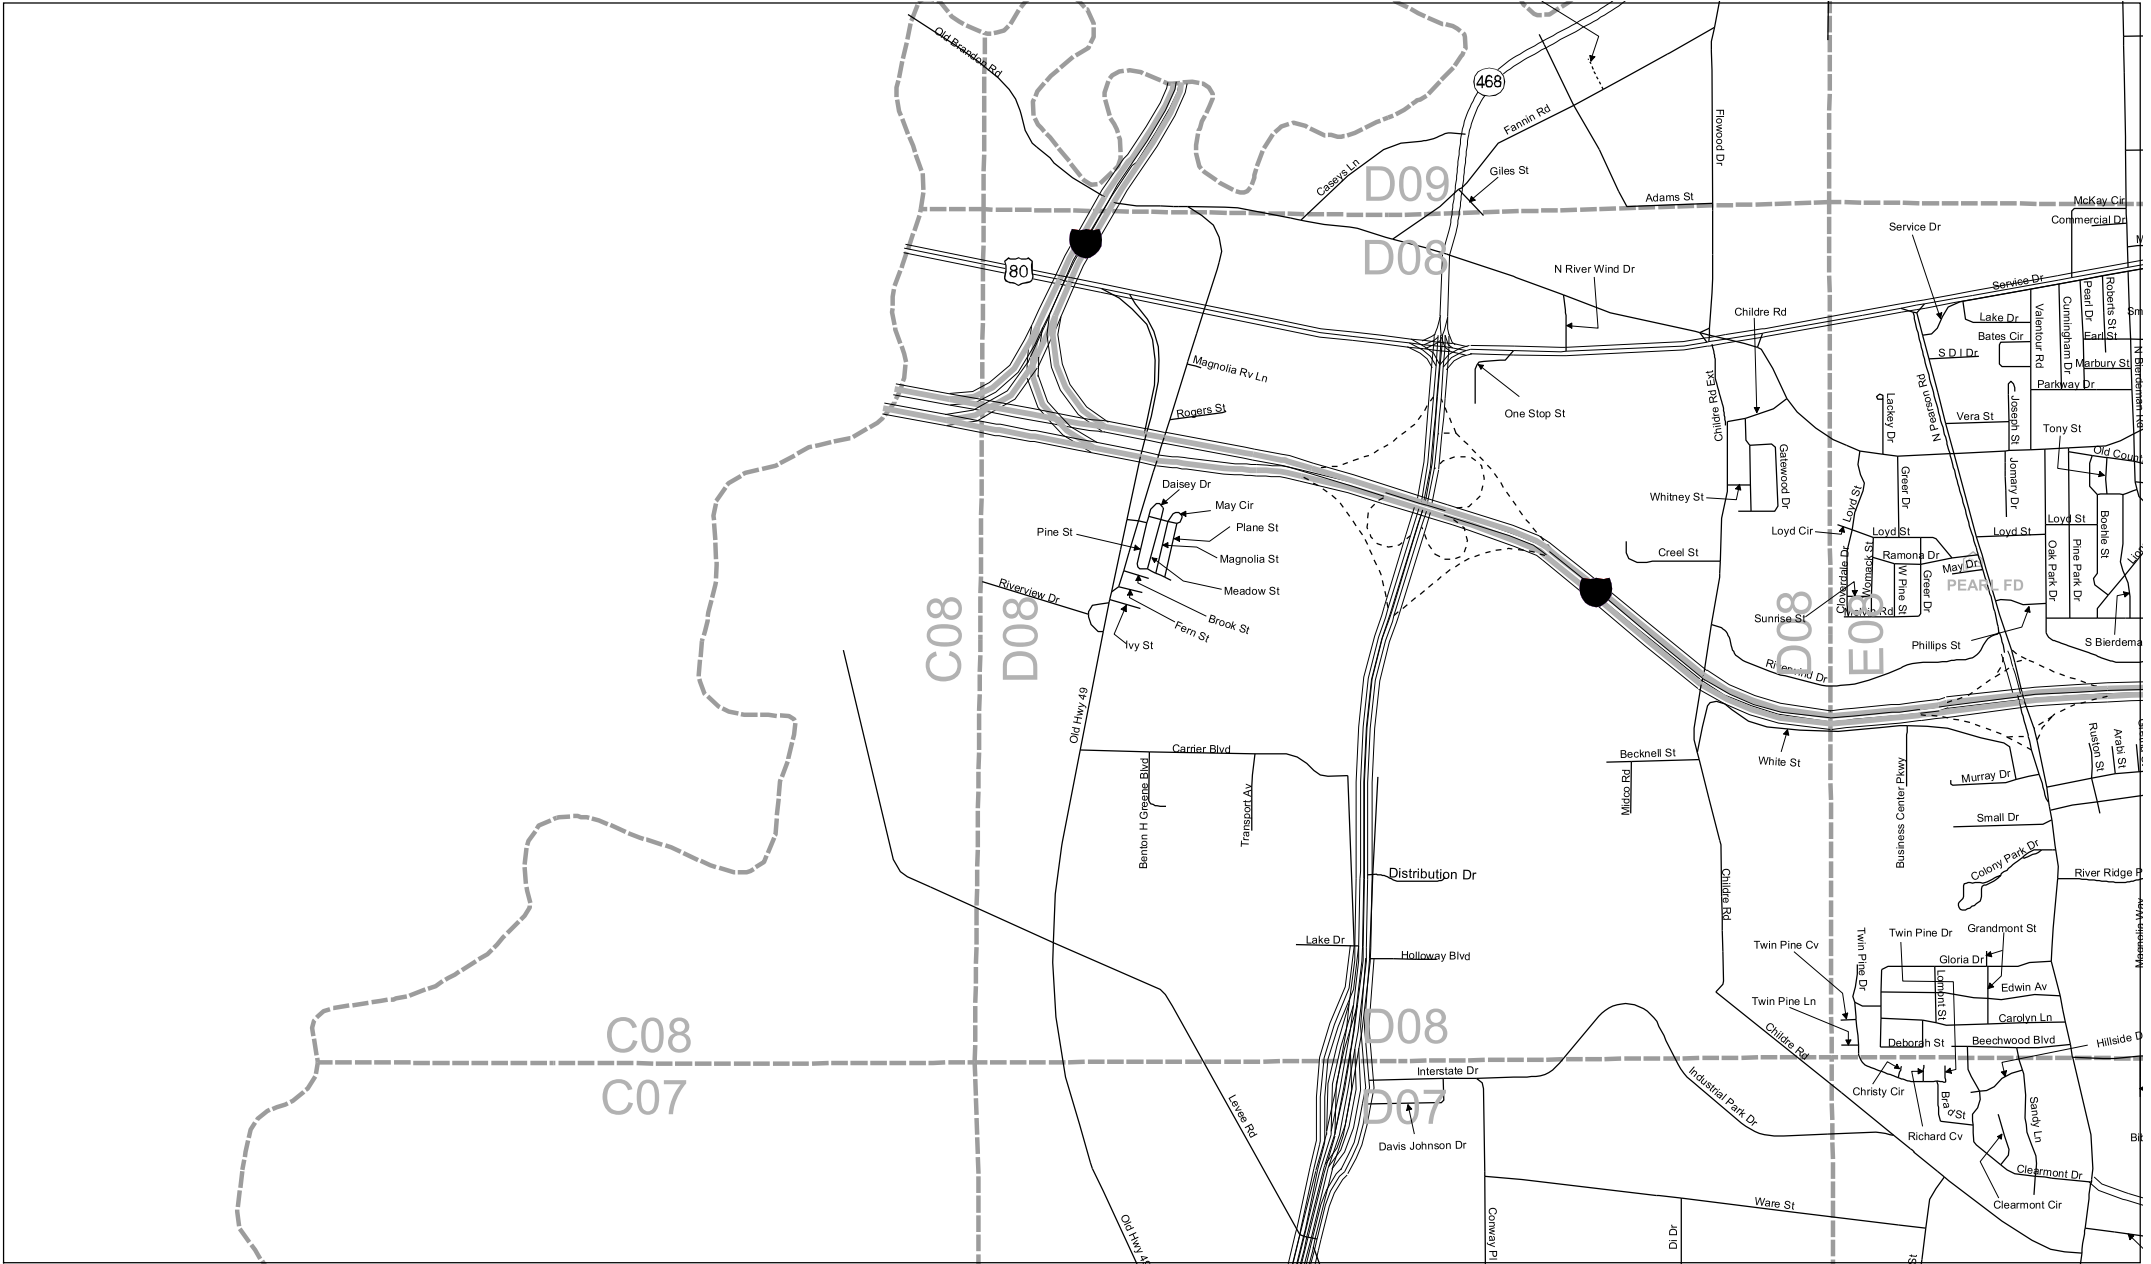 Old Brandon Rd
468
Fannin Rd
Flowood Dr
Caseys Ln
D09
Giles St
Adams St
McKay Cir
Commercial Dr
Service Dr
D08
80
N River Wind Dr
Service Dr
Childre Rd
Lake Dr
Bates Cir
S D I Dr
Valentour Rd
Cunningham Dr
Pearl Dr
Roberts St
Earl St
Marbury St
Parkway Dr
N Bierdeman Rd
Magnolia Rv Ln
Rogers St
One Stop St
Childre Rd Ext
Lackey Dr
N Pearson Rd
Vera St
Joseph St
Tony St
Old Count
Gatewood Dr
Whitney St
Greer Dr
Jomary Dr
Daisey Dr
May Cir
Plane St
Pine St
Magnolia St
Meadow St
Brook St
Fern St
Ivy St
Riverview Dr
Loyd St
Loyd Cir
Loyd St
Loyd St
Loyd St
Boehle St
Creel St
Ramona Dr
May Dr
Cloverdale Dr
Womack St
W Pine St
Greer Dr
Oak Park Dr
Pine Park Dr
PEARL FD
Melvin Rd
Sunrise St
Phillips St
S Bierdema
C08
D08
D08
E08
Riverwind Dr
Old Hwy 49
Carrier Blvd
Benton H Greene Blvd
Transport Av
Becknell St
Midco Rd
White St
Business Center Pkwy
Murray Dr
Ruston St
Arabi St
Small Dr
Colony Park Dr
River Ridge P
Distribution Dr
Childre Rd
Lake Dr
Holloway Blvd
Twin Pine Cv
Twin Pine Dr
Twin Pine Dr
Grandmont St
Magnolia Way
Gloria Dr
Lomont St
Edwin Av
Twin Pine Ln
Carolyn Ln
C08
D08
Childre Rd
Deborah St
Beechwood Blvd
Hillside D
C07
D07
Interstate Dr
Industrial Park Dr
Christy Cir
Levee Rd
Davis Johnson Dr
Richard Cv
Sandy Ln
Bit
Clearmont Dr
Clearmont Cir
Ware St
Old Hwy 49
Conway Pl
Di Dr